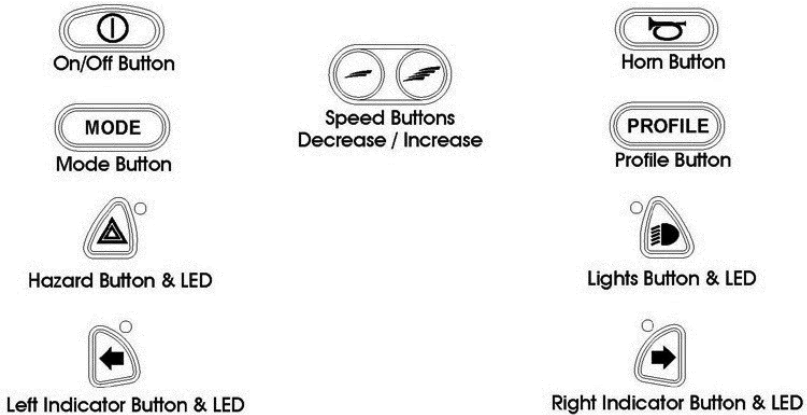 On/Off Button
Horn Button
Speed Buttons
Decrease / Increase
MODE
Mode Button
PROFILE
Profile Button
Hazard Button & LED
Lights Button & LED
Left Indicator Button & LED
Right Indicator Button & LED